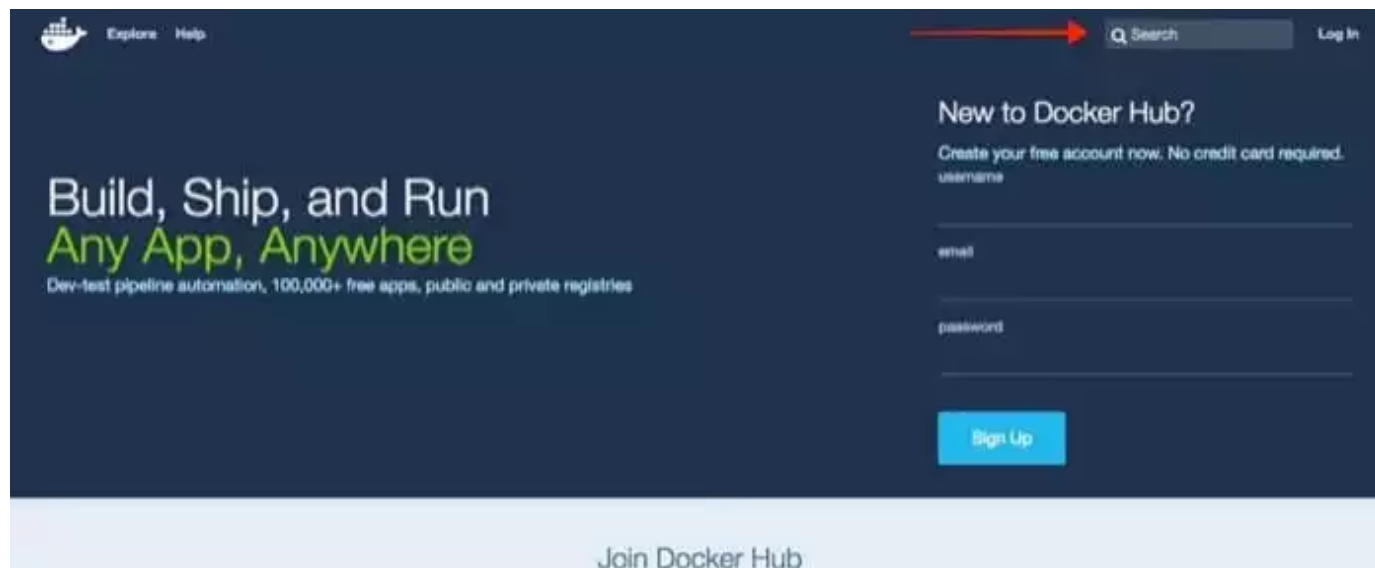 Explore Help
Search
Log In
New to Docker Hub?
Create your free account now. No credit card required.
username
email
password
Sign Up
Build, Ship, and Run
Any App, Anywhere
Dev-test pipeline automation, 100,000+ free apps, public and private registries
Join Docker Hub